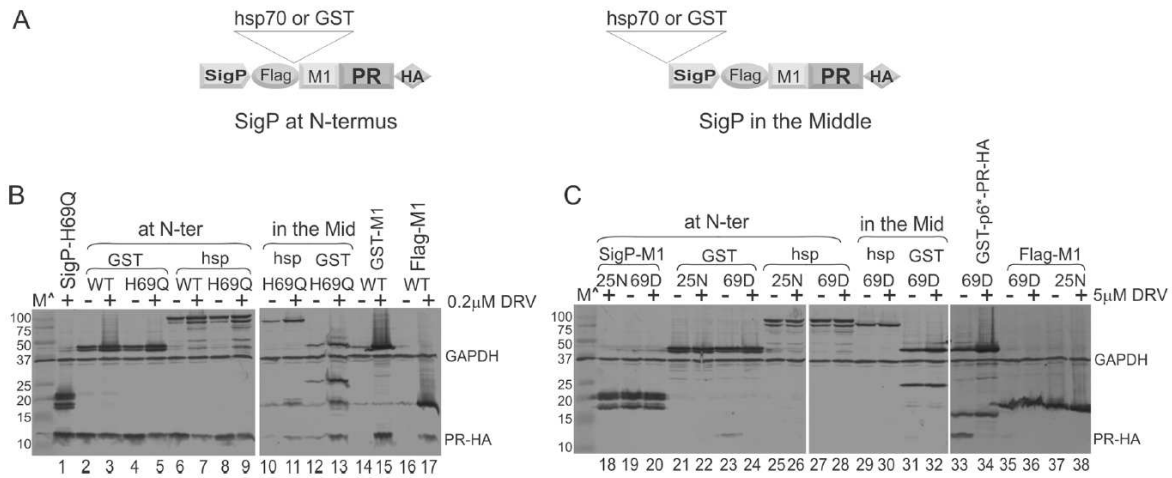 A
hsp70 or GST
SigP Flag M1 PR HA
SigP at N-termus
hsp70 or GST
SigP Flag M1 PR HA
SigP in the Middle
B
SigP-H69Q
at N-ter
in the Mid
GST-M1
Flag-M1
GST hsp
hsp GST
WT H69Q WT H69Q H69Q H69Q WT WT
M^ + - + - + - + - + - + - + - + - + 0.2µM DRV
100
75
50
37
25
20
15
10
GAPDH
PR-HA
1 2 3 4 5 6 7 8 9 10 11 12 13 14 15 16 17
C
at N-ter
in the Mid
GST-p6*-PR-HA
SigP-M1 GST hsp hsp GST Flag-M1
25N 69D 25N 69D 25N 69D 69D 69D 69D 69D 25N
M^ + - + - + - + - + - + - + - + - + - + - + 5µM DRV
100
75
50
37
25
20
15
10
GAPDH
PR-HA
18 19 20 21 22 23 24 25 26 27 28 29 30 31 32 33 34 35 36 37 38